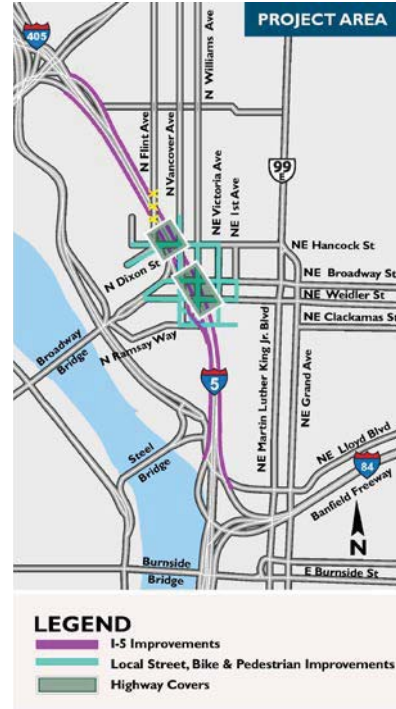 PROJECT AREA
405
N Williams Ave
N Flint Ave
N Vancover Ave
NE Victoria Ave
NE 1st Ave
99
E
NE Hancock St
N Dixon St
NE Broadway St
NE Weidler St
NE Clackamas St
Broadway
Bridge
N Ramsay Way
5
NE Martin Luther King Jr. Blvd
NE Grand Ave
Steel
Bridge
NE Lloyd Blvd
84
Banfield Freeway
N
Burnside
Bridge
E Burnside St
LEGEND
I-5 Improvements
Local Street, Bike & Pedestrian Improvements
Highway Covers